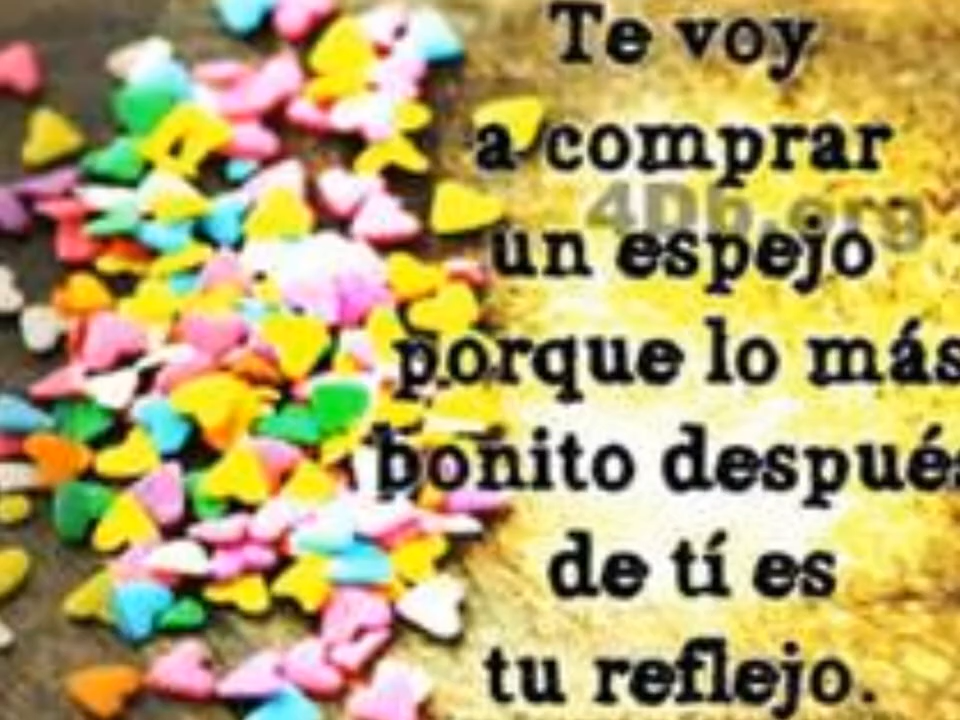 Te voy
a comprar
4Db.org
un espejo
porque lo más
bonito después
de tí es
tu reflejo.